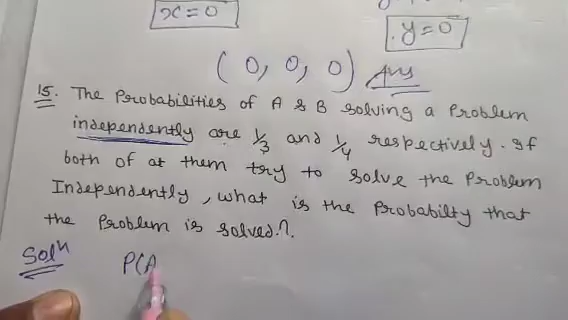 x=0
y=0
(0, 0, 0) Ans
15. The Probabilities of A & B Solving a Problem
independently are 1/3 and 1/4 respectively. If
both of at them try to solve the Problem
Independently, what is the Probabilty that
the Problem is solved.?
Solⁿ P(A